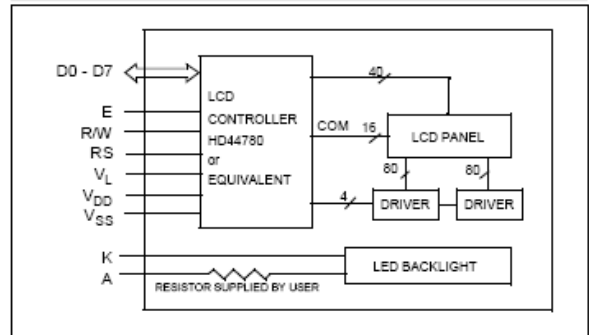 D0 - D7
E
R/W
RS
VL
VDD
VSS
K
A
LCD
CONTROLLER
HD44780
or
EQUIVALENT
40
COM 16
LCD PANEL
80
80
4
DRIVER
DRIVER
LED BACKLIGHT
RESISTOR SUPPLIED BY USER